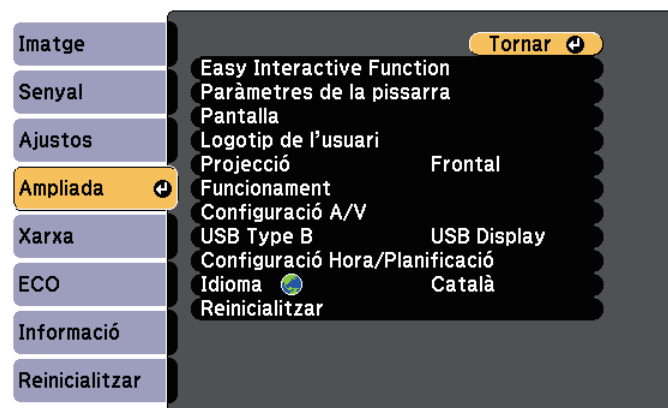 Imatge
Senyal
Ajustos
Ampliada
Xarxa
ECO
Informació
Reinicialitzar
Tornar
Easy Interactive Function
Paràmetres de la pissarra
Pantalla
Logotip de l'usuari
Projecció Frontal
Funcionament
Configuració A/V
USB Type B USB Display
Configuració Hora/Planificació
Idioma Català
Reinicialitzar